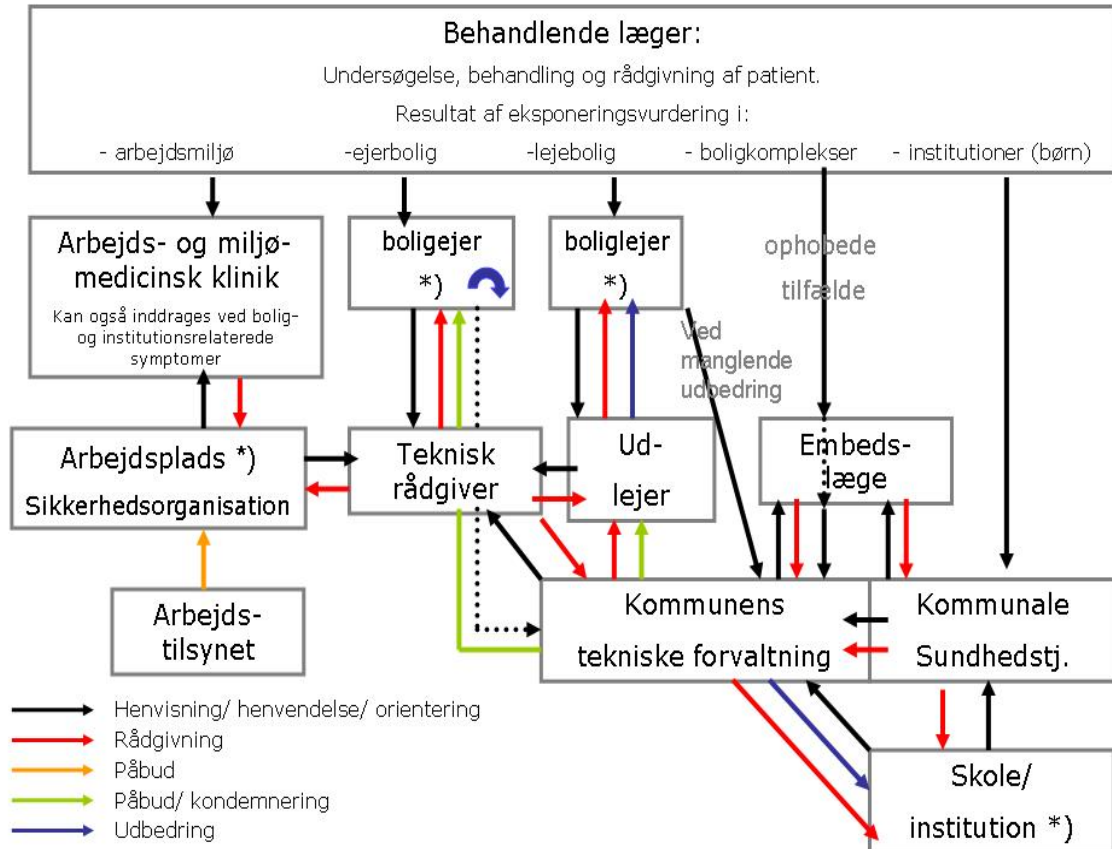 Behandlende læger:
Undersøgelse, behandling og rådgivning af patient.
Resultat af eksponeringsvurdering i:
- arbejdsmiljø -ejerbolig -lejebolig - boligkomplekser - institutioner (børn)
Arbejds- og miljø-
medicinsk klinik
Kan også inddrages ved bolig-
og institutionsrelaterede
symptomer
boligejer
*)
boliglejer
*)
ophobede
tilfælde
Ved
manglende
udbedring
Arbejdsplads *)
Sikkerhedsorganisation
Teknisk
rådgiver
Ud-
lejer
Embeds-
læge
Arbejds-
tilsynet
Kommunens
tekniske forvaltning
Kommunale
Sundhedstj.
Skole/
institution *)
Henvisning/ henvendelse/ orientering
Rådgivning
Påbud
Påbud/ kondemnering
Udbedring